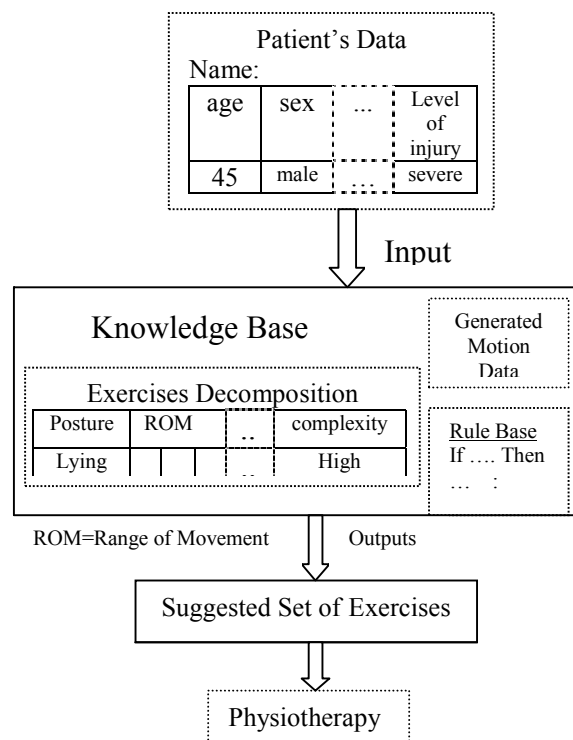 Patient's Data
Name:
age sex ... Level of injury
45 male … severe
Input
Knowledge Base
Generated
Motion
Data
Exercises Decomposition
Posture ROM .. complexity
Lying .. High
Rule Base
If …. Then
… :
ROM=Range of Movement Outputs
Suggested Set of Exercises
Physiotherapy